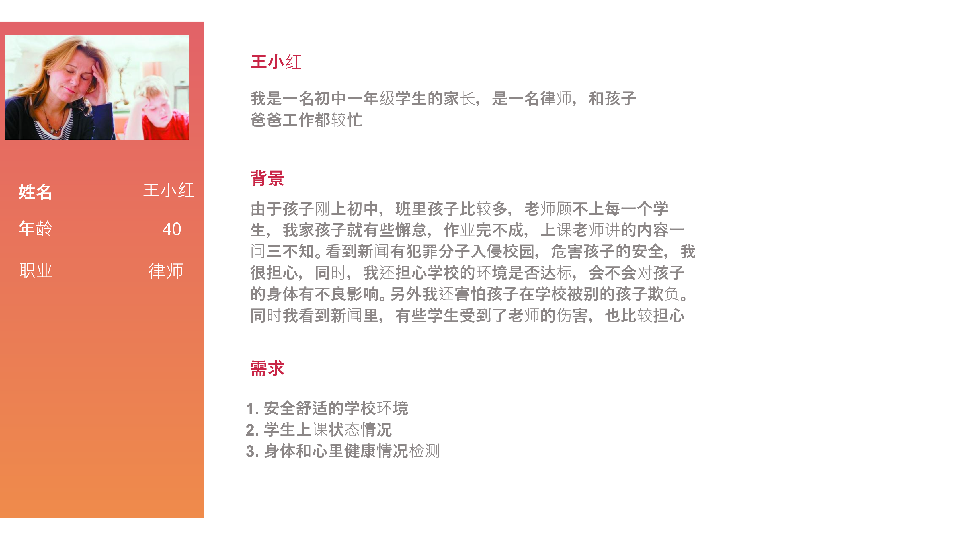 姓名 王小红
年龄 40
职业 律师
王小红
我是一名初中一年级学生的家长，是一名律师，和孩子
爸爸工作都较忙
背景
由于孩子刚上初中，班里孩子比较多，老师顾不上每一个学
生，我家孩子就有些懈怠，作业完不成，上课老师讲的内容一
问三不知。看到新闻有犯罪分子入侵校园，危害孩子的安全，我
很担心，同时，我还担心学校的环境是否达标，会不会对孩子
的身体有不良影响。另外我还害怕孩子在学校被别的孩子欺负。
同时我看到新闻里，有些学生受到了老师的伤害，也比较担心
需求
1. 安全舒适的学校环境
2. 学生上课状态情况
3. 身体和心里健康情况检测